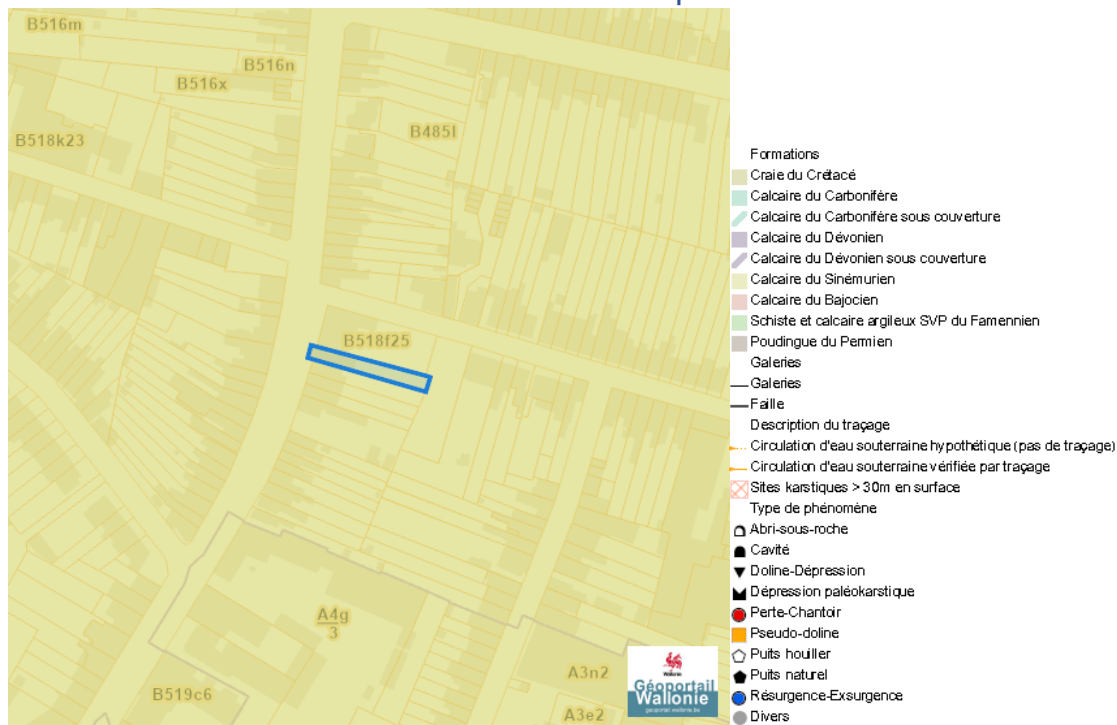 B516m
B516n
B516x
B518k23
B485l
B518f25
A4g
3
A3n2
B519c6
A3e2
Wallonie
Géoportail
Wallonie
geoportail.wallonie.be
Formations
Craie du Crétacé
Calcaire du Carbonifère
Calcaire du Carbonifère sous couverture
Calcaire du Dévonien
Calcaire du Dévonien sous couverture
Calcaire du Sinémurien
Calcaire du Bajocien
Schiste et calcaire argileux SVP du Famennien
Poudingue du Permien
Galeries
Galeries
Faille
Description du traçage
Circulation d'eau souterraine hypothétique (pas de traçage)
Circulation d'eau souterraine vérifiée par traçage
Sites karstiques > 30m en surface
Type de phénomène
Abri-sous-roche
Cavité
Doline-Dépression
Dépression paléokarstique
Perte-Chantoir
Pseudo-doline
Puits houiller
Puits naturel
Résurgence-Exsurgence
Divers